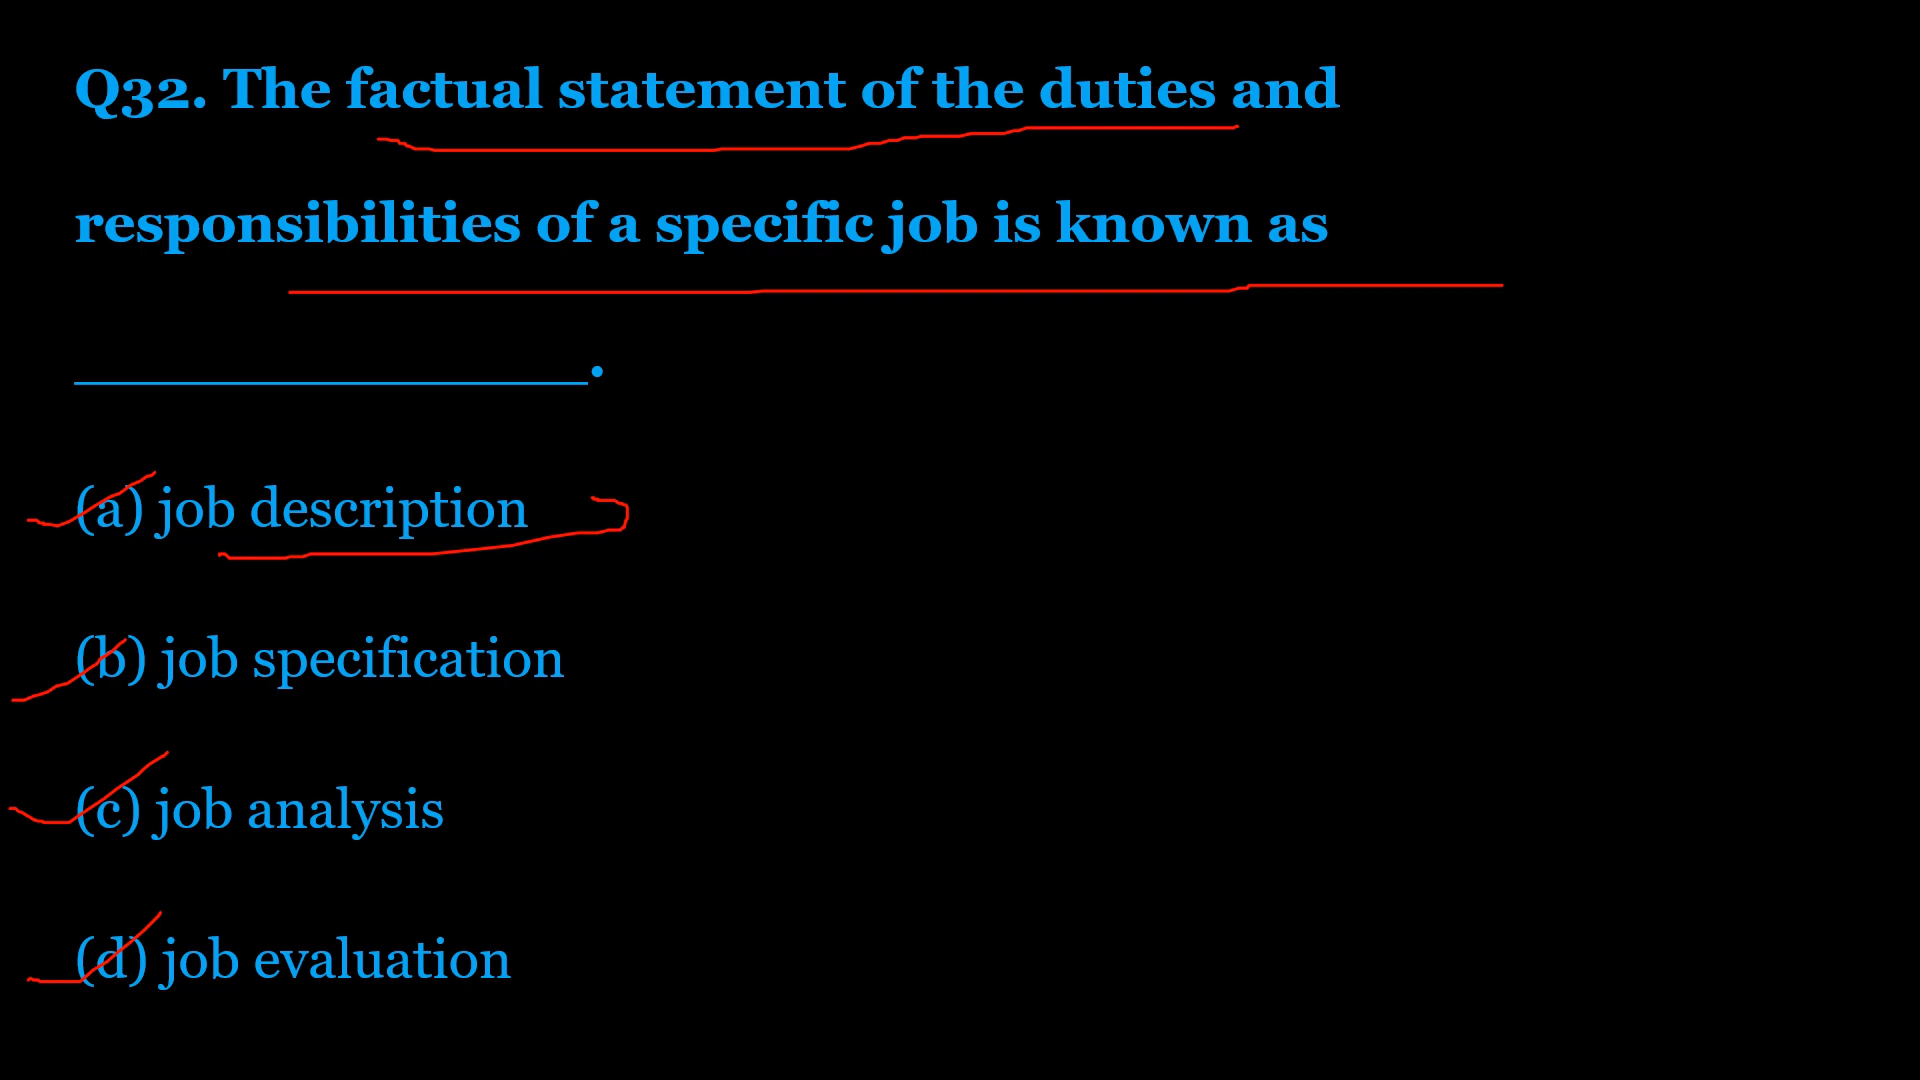 Q32. The factual statement of the duties and
responsibilities of a specific job is known as
___________________.
(a) job description
(b) job specification
(c) job analysis
(d) job evaluation